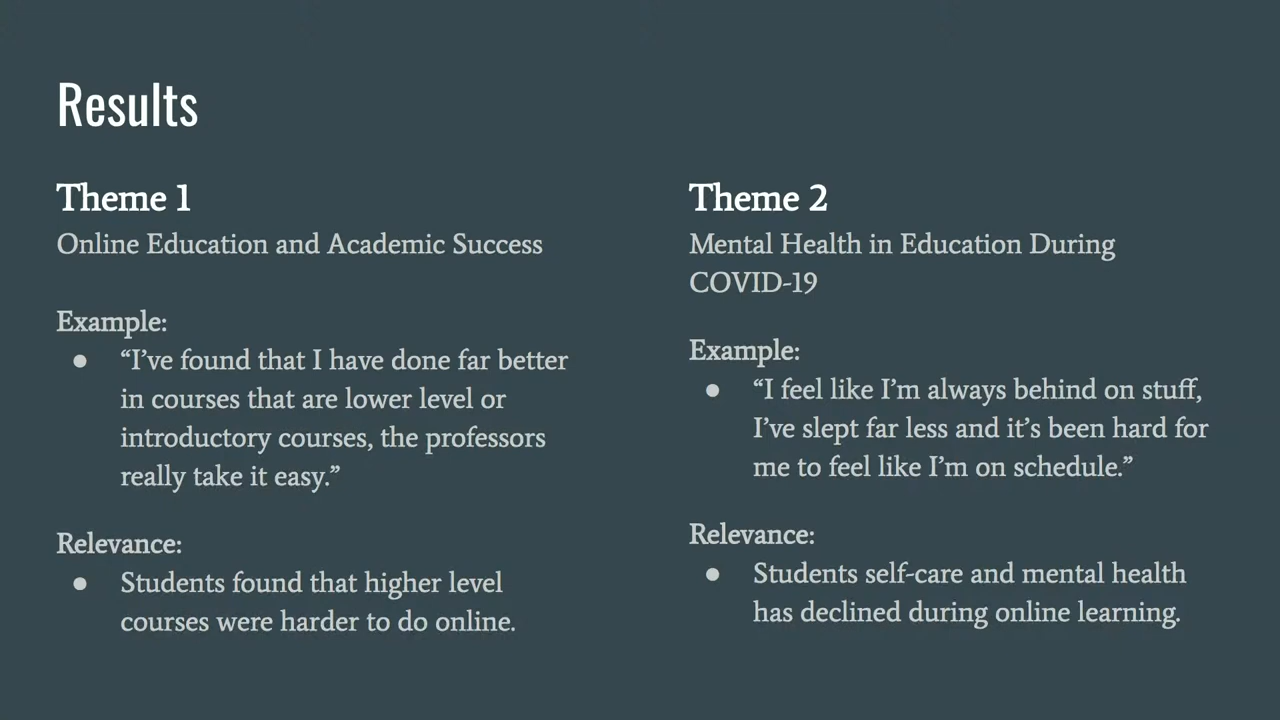 Results
Theme 1
Online Education and Academic Success
Example:
● “I’ve found that I have done far better
in courses that are lower level or
introductory courses, the professors
really take it easy.”
Relevance:
● Students found that higher level
courses were harder to do online.
Theme 2
Mental Health in Education During
COVID-19
Example:
● “I feel like I’m always behind on stuff,
I’ve slept far less and it’s been hard for
me to feel like I’m on schedule.”
Relevance:
● Students self-care and mental health
has declined during online learning.